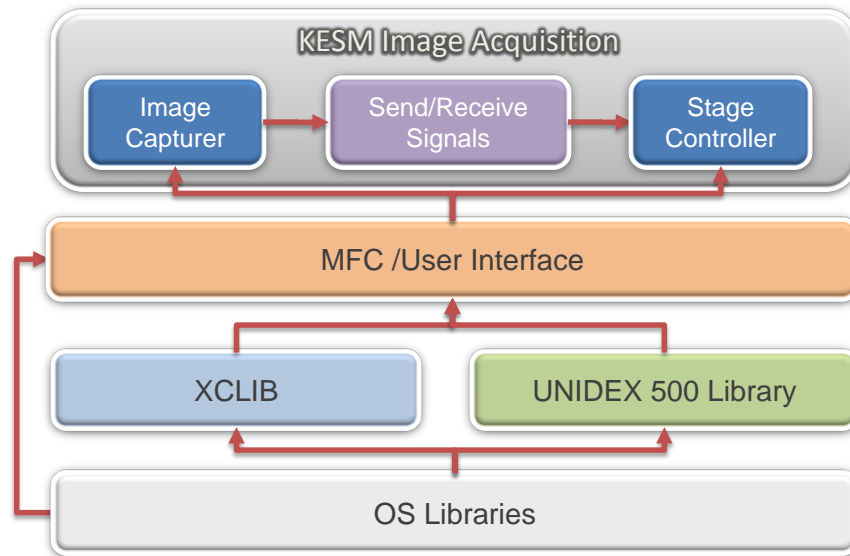 KESM Image Acquisition
Image
Capturer
Send/Receive
Signals
Stage
Controller
MFC /User Interface
XCLIB
UNIDEX 500 Library
OS Libraries